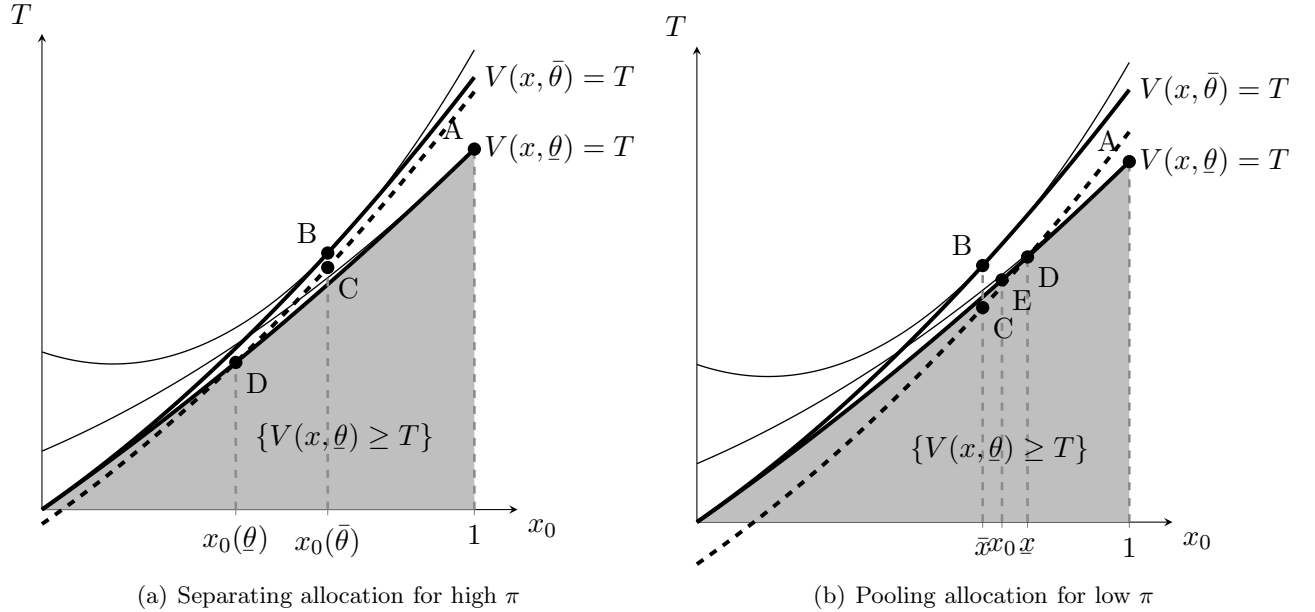 T
V(x, θ̄) = T
A
V(x, θ̲) = T
B
C
D
{V(x, θ̲) ≥ T}
x₀(θ̲)
x₀(θ̄)
1
x₀
(a) Separating allocation for high π
T
V(x, θ̄) = T
A
V(x, θ̲) = T
B
D
E
C
{V(x, θ̲) ≥ T}
x̄
x₀
x̲
1
x₀
(b) Pooling allocation for low π